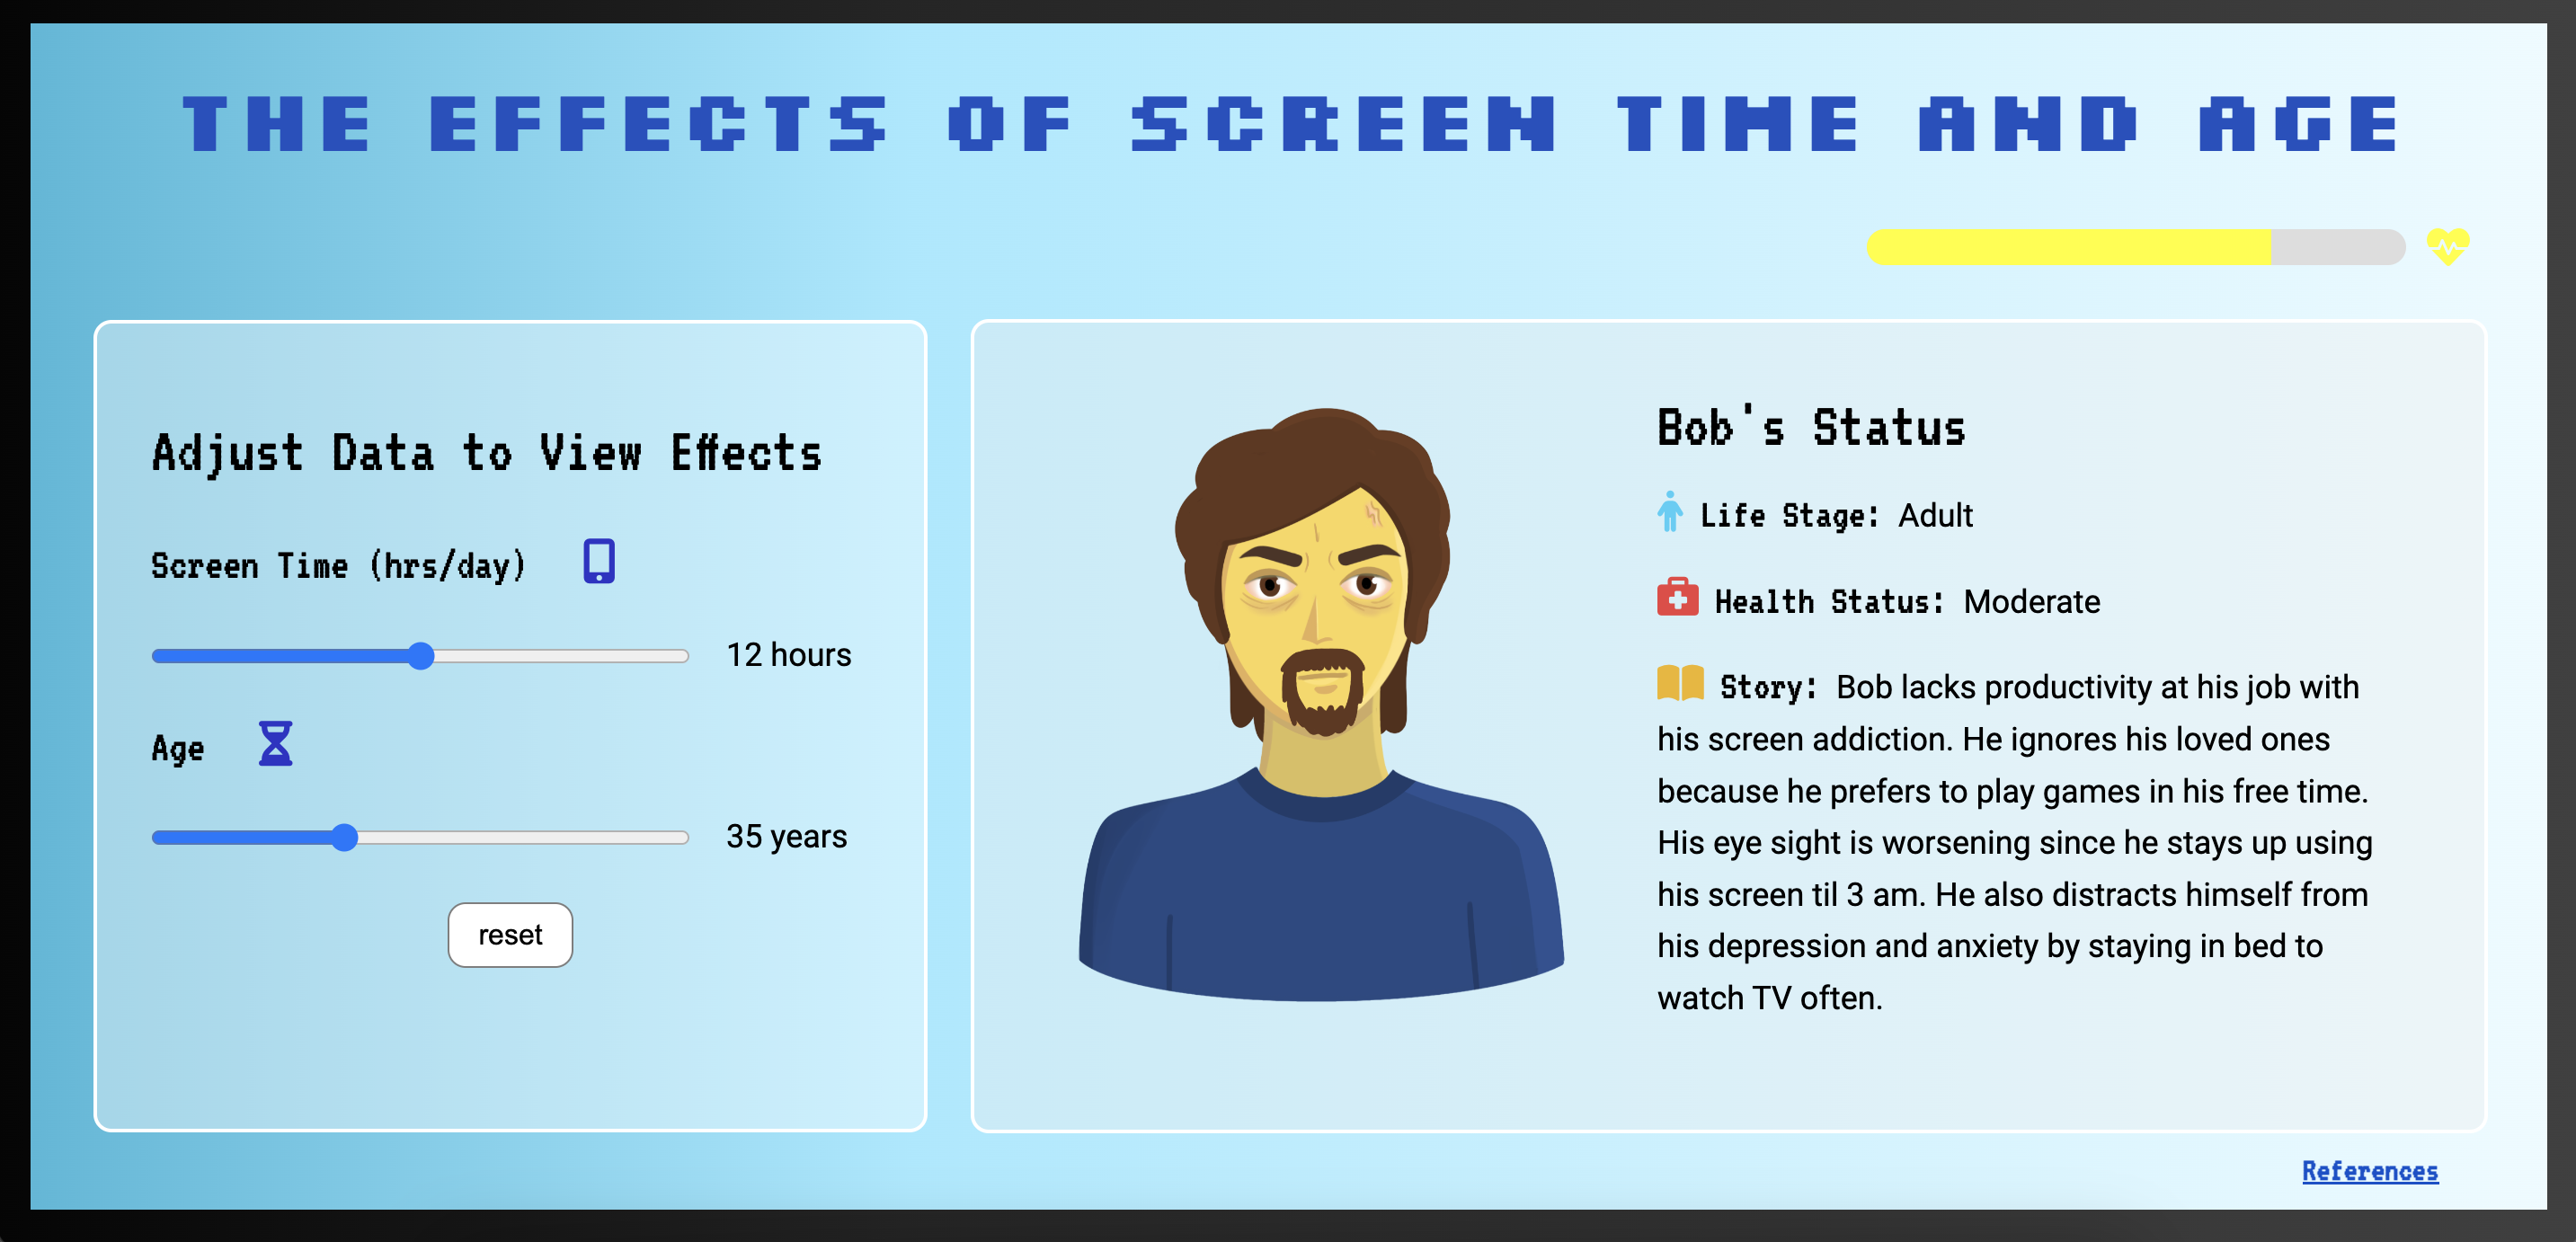 THE EFFECTS OF SCREEN TIME AND AGE
Adjust Data to View Effects
Screen Time (hrs/day)
12 hours
Age
35 years
reset
Bob's Status
Life Stage: Adult
Health Status: Moderate
Story: Bob lacks productivity at his job with
his screen addiction. He ignores his loved ones
because he prefers to play games in his free time.
His eye sight is worsening since he stays up using
his screen til 3 am. He also distracts himself from
his depression and anxiety by staying in bed to
watch TV often.
References